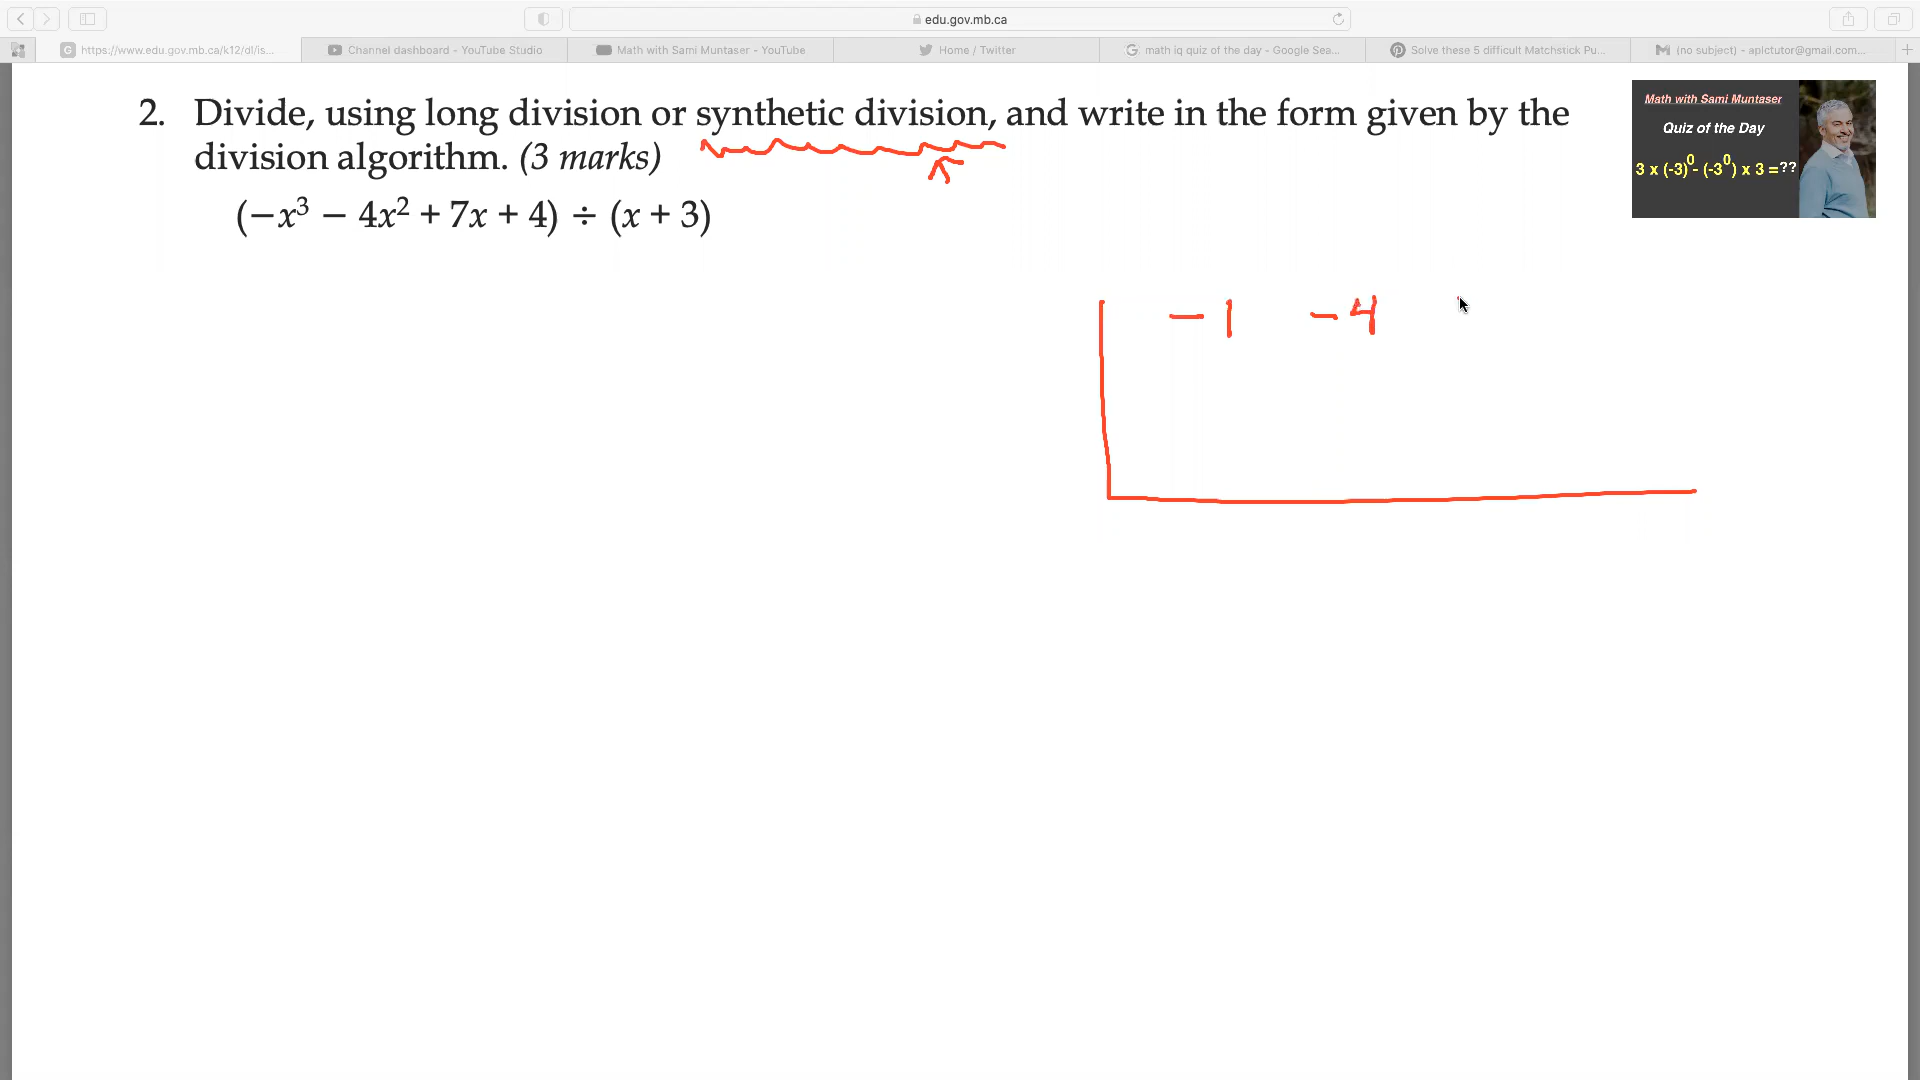 edu.gov.mb.ca
https://www.edu.gov.mb.ca/k12/dl/is...
Channel dashboard - YouTube Studio
Math with Sami Muntaser - YouTube
Home / Twitter
math iq quiz of the day - Google Sea...
Solve these 5 difficult Matchstick Pu...
(no subject) - aplctutor@gmail.com...
2. Divide, using long division or synthetic division, and write in the form given by the
division algorithm. (3 marks)
(−x³ − 4x² + 7x + 4) ÷ (x + 3)
Math with Sami Muntaser
Quiz of the Day
3 x (-3)⁰ - (-3⁰) x 3 = ??
-1 -4